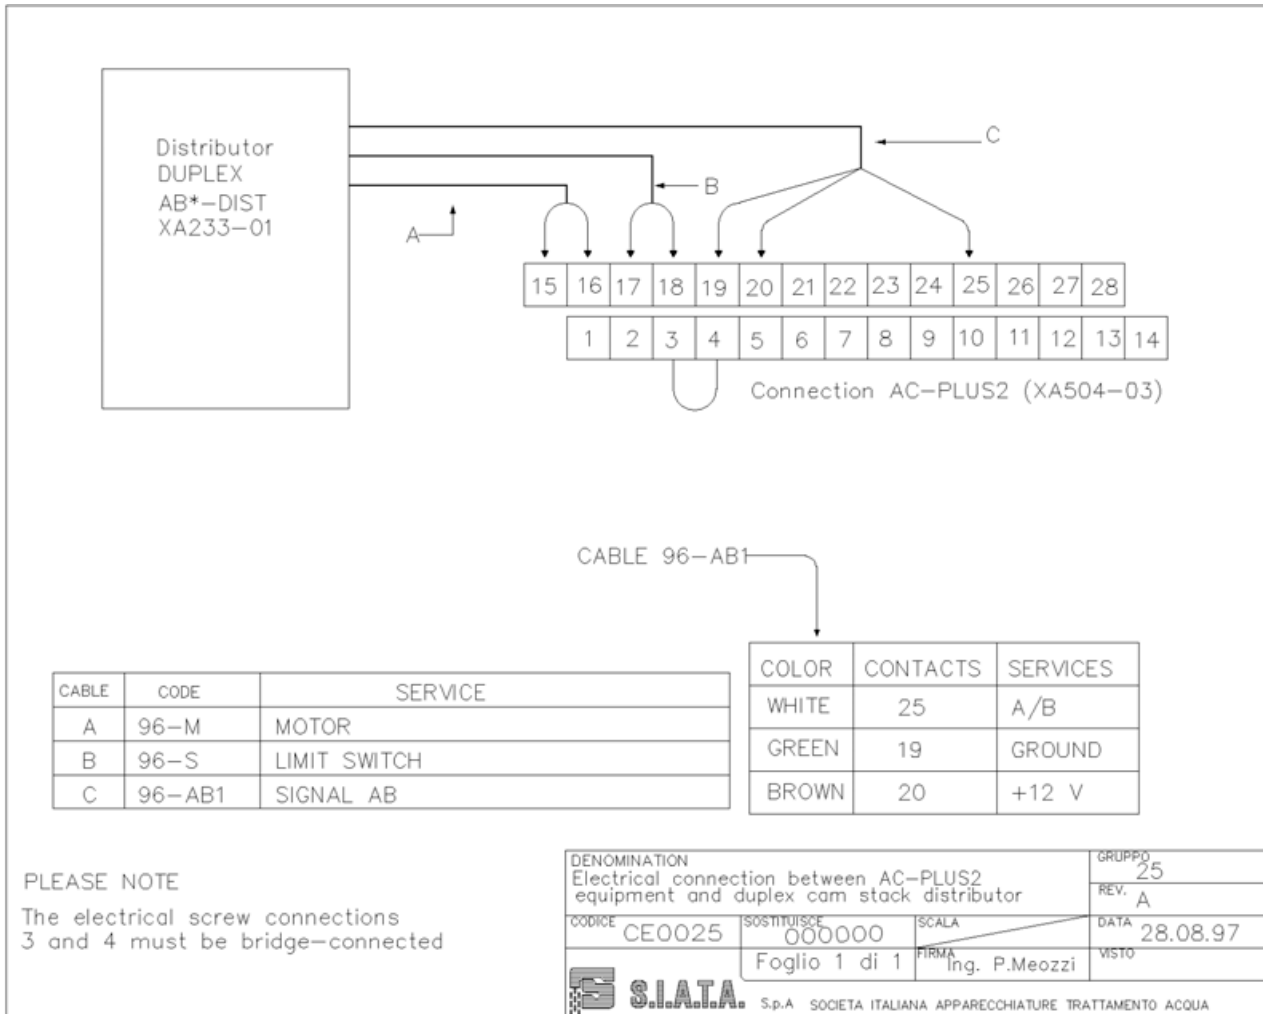 Distributor
DUPLEX
AB*-DIST
XA233-01
C
B
A
15 16 17 18 19 20 21 22 23 24 25 26 27 28
1 2 3 4 5 6 7 8 9 10 11 12 13 14
Connection AC-PLUS2 (XA504-03)
CABLE 96-AB1
COLOR CONTACTS SERVICES
WHITE 25 A/B
GREEN 19 GROUND
BROWN 20 +12 V
CABLE CODE SERVICE
A 96-M MOTOR
B 96-S LIMIT SWITCH
C 96-AB1 SIGNAL AB
PLEASE NOTE
The electrical screw connections
3 and 4 must be bridge-connected
DENOMINATION
Electrical connection between AC-PLUS2
equipment and duplex cam stack distributor
GRUPPO 25
REV. A
CODICE CE0025
SOSTITUISCE 000000
SCALA
DATA 28.08.97
Foglio 1 di 1
FIRMA Ing. P.Meozzi
VISTO
S.I.A.T.A. S.p.A SOCIETA ITALIANA APPARECCHIATURE TRATTAMENTO ACQUA